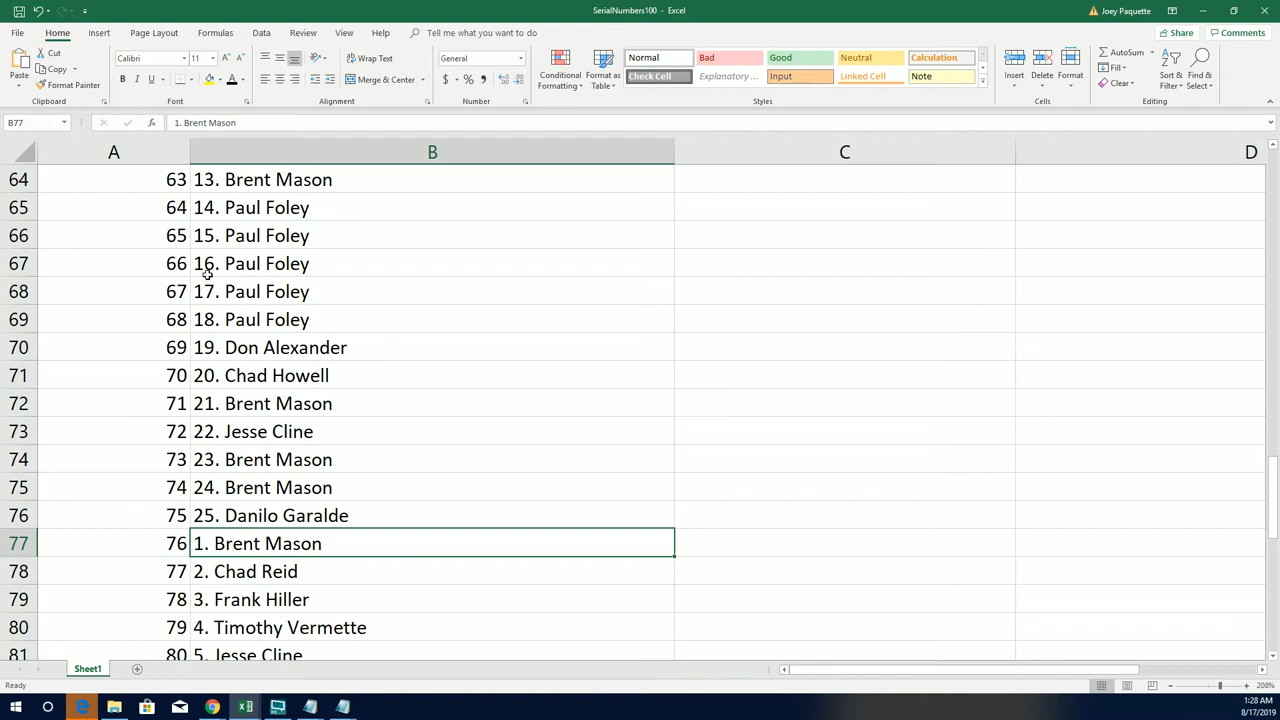 SerialNumbers100 - Excel
Joey Paquette
File Home Insert Page Layout Formulas Data Review View Help Tell me what you want to do
Share Comments
Paste Cut Copy Format Painter
Clipboard
Calibri 11
B I U A
Font
Wrap Text
Merge & Center
Alignment
General
$ % ,
Number
Conditional Formatting Format as Table
Normal Bad Good Neutral Calculation
Check Cell Explanatory ... Input Linked Cell Note
Styles
Insert Delete Format
Cells
AutoSum
Fill
Clear
Sort & Filter Find & Select
Editing
B77 fx 1. Brent Mason
A B C D
64 63 13. Brent Mason
65 64 14. Paul Foley
66 65 15. Paul Foley
67 66 16. Paul Foley
68 67 17. Paul Foley
69 68 18. Paul Foley
70 69 19. Don Alexander
71 70 20. Chad Howell
72 71 21. Brent Mason
73 72 22. Jesse Cline
74 73 23. Brent Mason
75 74 24. Brent Mason
76 75 25. Danilo Garalde
77 76 1. Brent Mason
78 77 2. Chad Reid
79 78 3. Frank Hiller
80 79 4. Timothy Vermette
81 80 5. Jesse Cline
Sheet1
Ready
208%
1:28 AM
8/17/2019